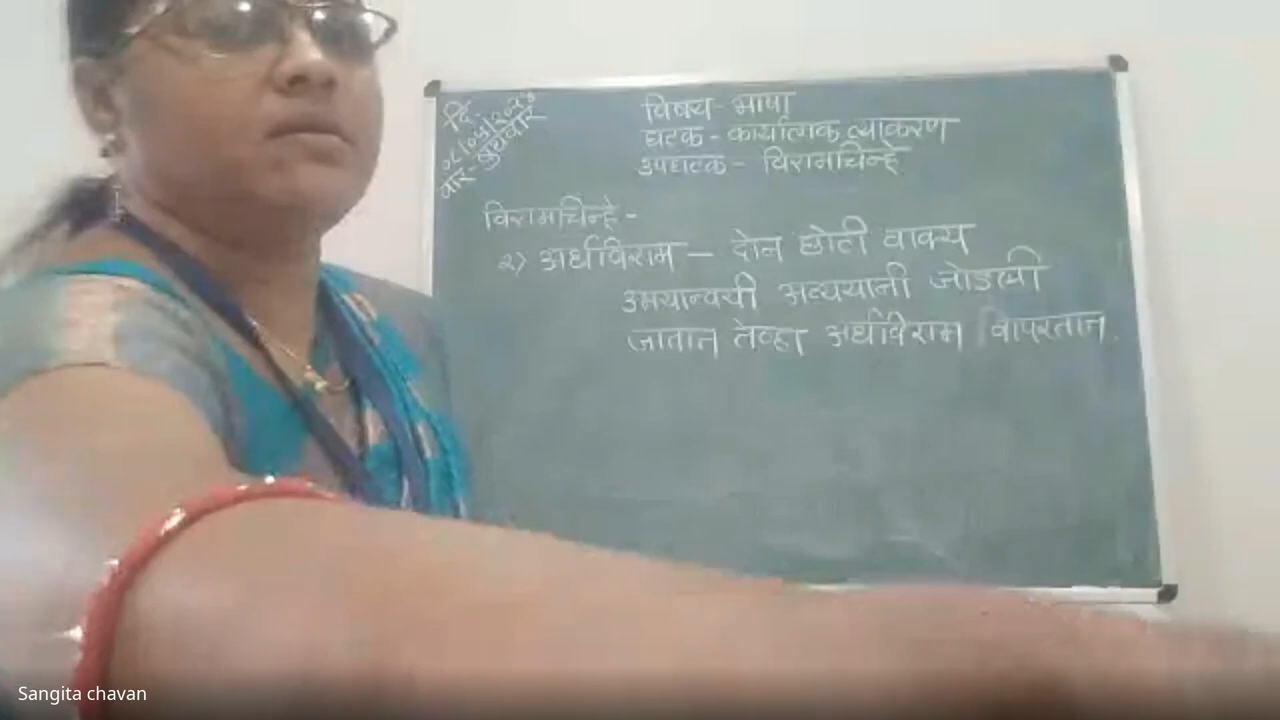 दि.
वार - बुधवार
विषय - भाषा
घटक - कार्यात्मक व्याकरण
उपघटक - विरामचिन्हे
विरामचिन्हे -
२) अर्धविराम — दोन छोटी वाक्य
उभयान्वयी अव्ययानी जोडली
जातात तेव्हा अर्धविराम वापरतात.
Sangita chavan